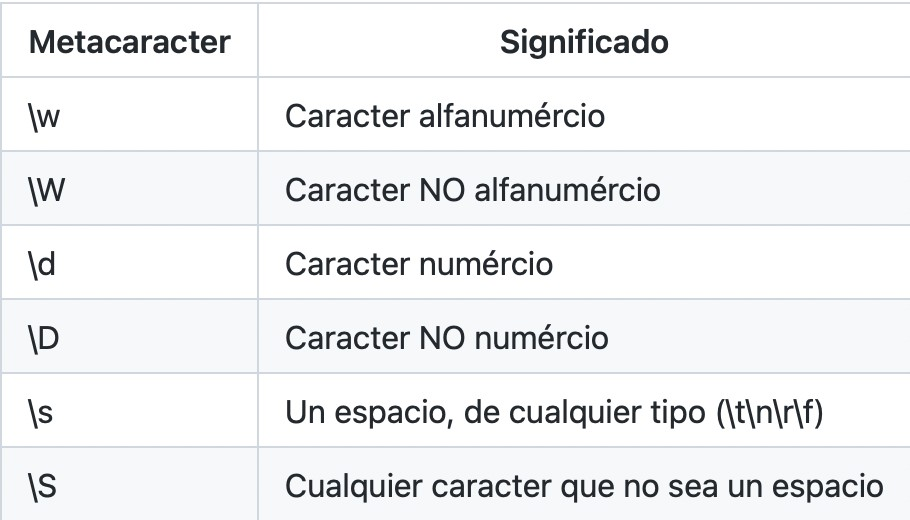 Metacaracter Significado
\w Caracter alfanumércio
\W Caracter NO alfanumércio
\d Caracter numércio
\D Caracter NO numércio
\s Un espacio, de cualquier tipo (\t\n\r\f)
\S Cualquier caracter que no sea un espacio